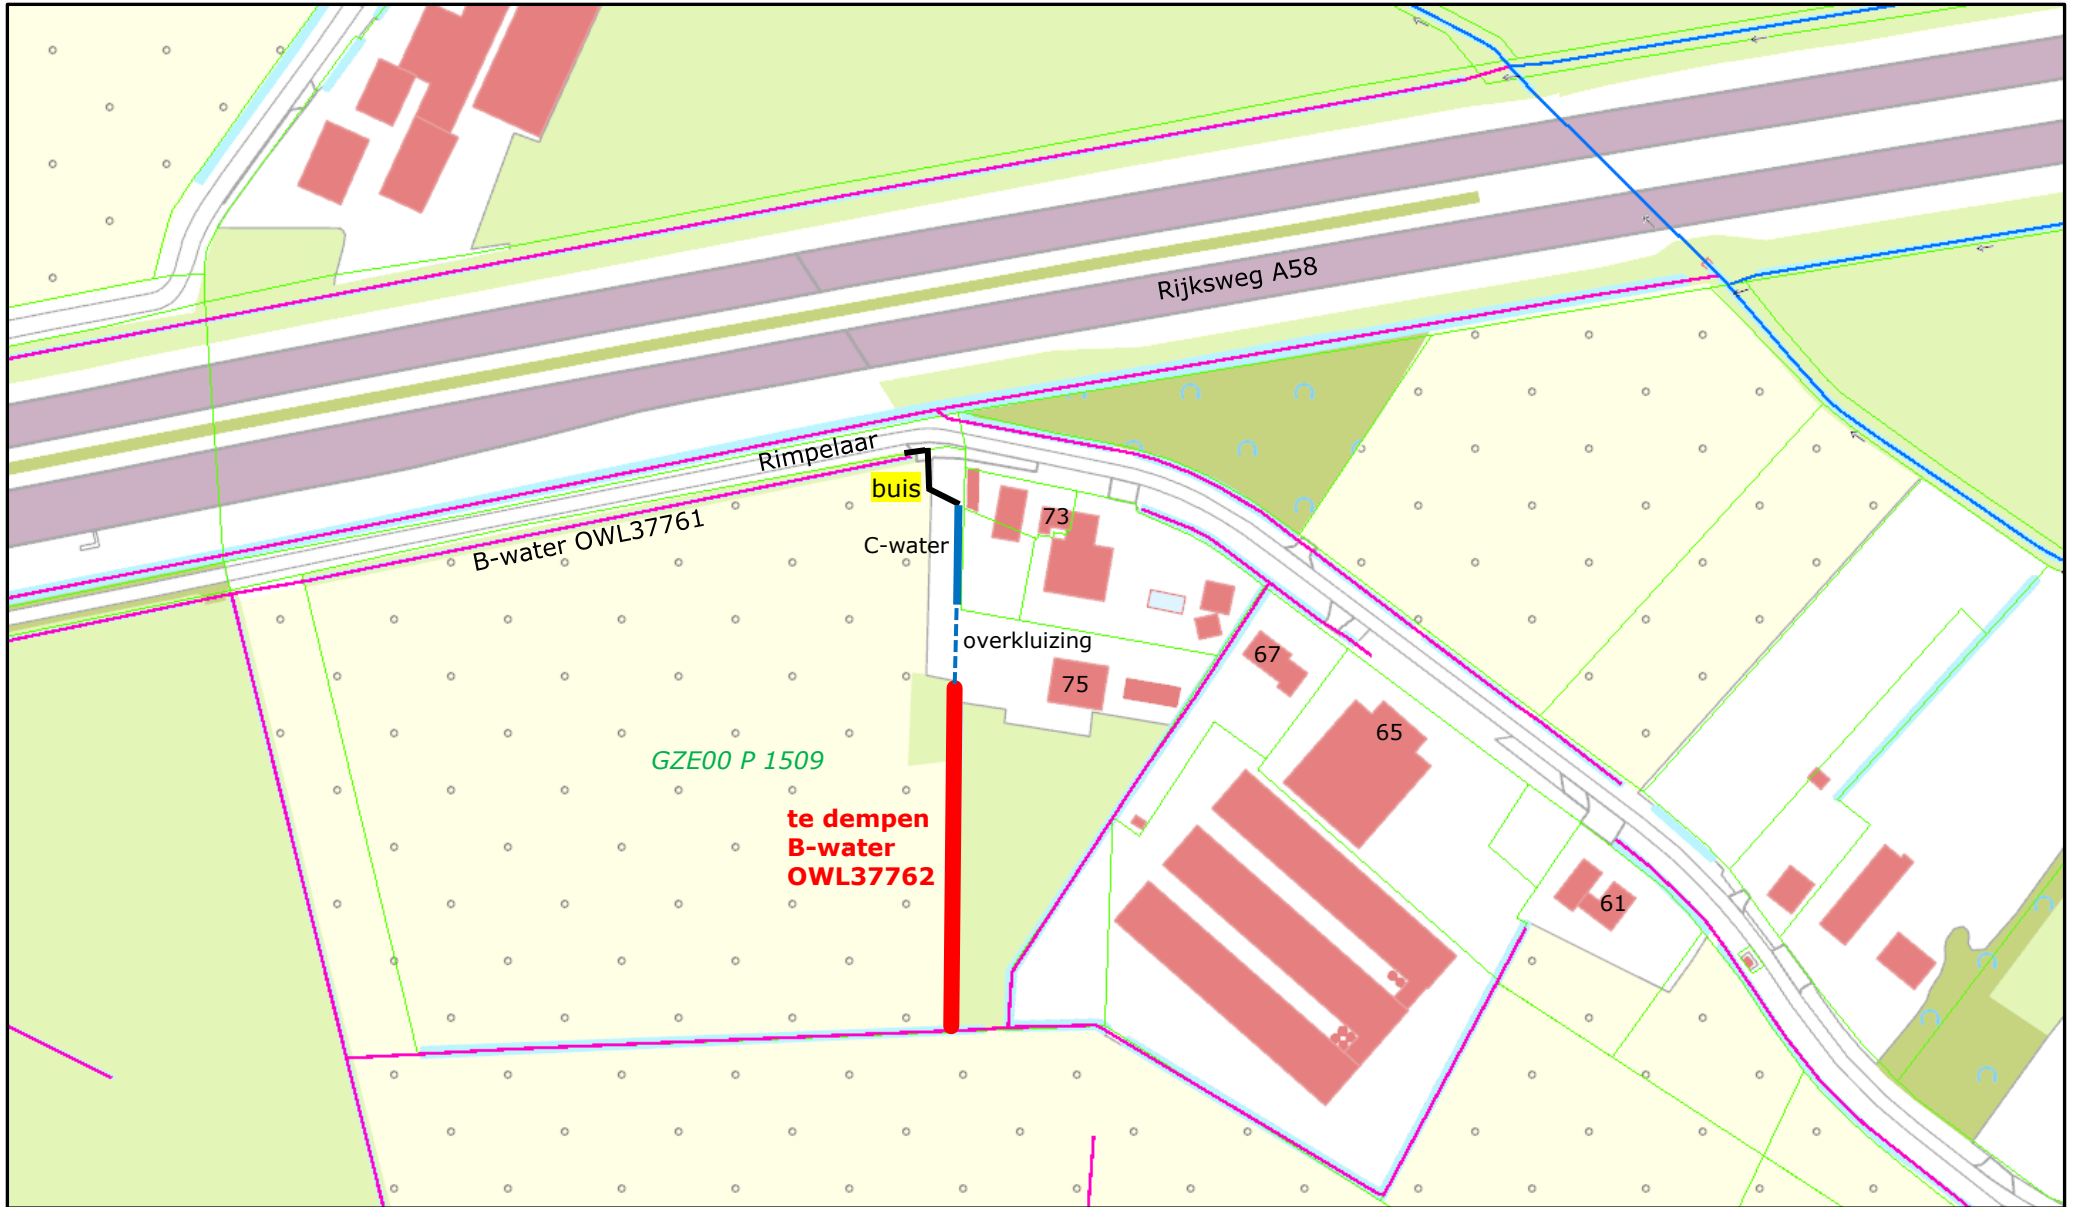 Rijksweg A58
Rimpelaar
buis
B-water OWL37761
C-water
73
overkluizing
67
75
65
GZE00 P 1509
te dempen
B-water
OWL37762
61